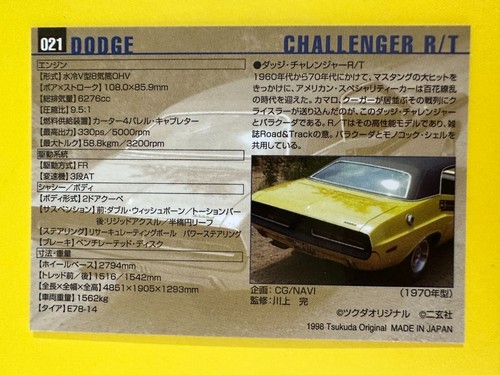 021 DODGE CHALLENGER R/T
エンジン
【形式】水冷V型8気筒OHV
【ボア×ストローク】108.0×85.9mm
【総排気量】6276cc
【圧縮比】9.5:1
【燃料供給装置】カーター4バレル・キャブレター
【最高出力】330ps/5000rpm
【最大トルク】58.8kgm/3200rpm
駆動系統
【駆動方式】FR
【変速機】3段AT
シャシー/ボディ
【ボディ形式】2ドアクーペ
【サスペンション】前:ダブル・ウィッシュボーン/トーションバー
後:リジッドアクスル/半楕円リーフ
【ステアリング】リサーキュレーティングボール パワーステアリング
【ブレーキ】ベンチレーテッド・ディスク
寸法・重量
【ホイールベース】2794mm
【トレッド前/後】1516/1542mm
【全長×全幅×全高】4851×1905×1293mm
【車両重量】1562kg
【タイア】E78-14
●ダッジ・チャレンジャーR/T
1960年代から70年代にかけて、マスタングの大ヒットを
きっかけに、アメリカン・スペシャリティーカーは百花繚乱
の時代を迎えた。カマロ、クーガーが居並ぶその戦列にク
ライスラーが送り込んだのが、このダッジ・チャレンジャー
とバラクーダである。R/Tはその高性能モデルであり、雑
誌Road&Trackの意。バラクーダとモノコック・シェルを
共用している。
企画:CG/NAVI
監修:川上 完
(1970年型)
©ツクダオリジナル ©二玄社
1998 Tsukuda Original MADE IN JAPAN